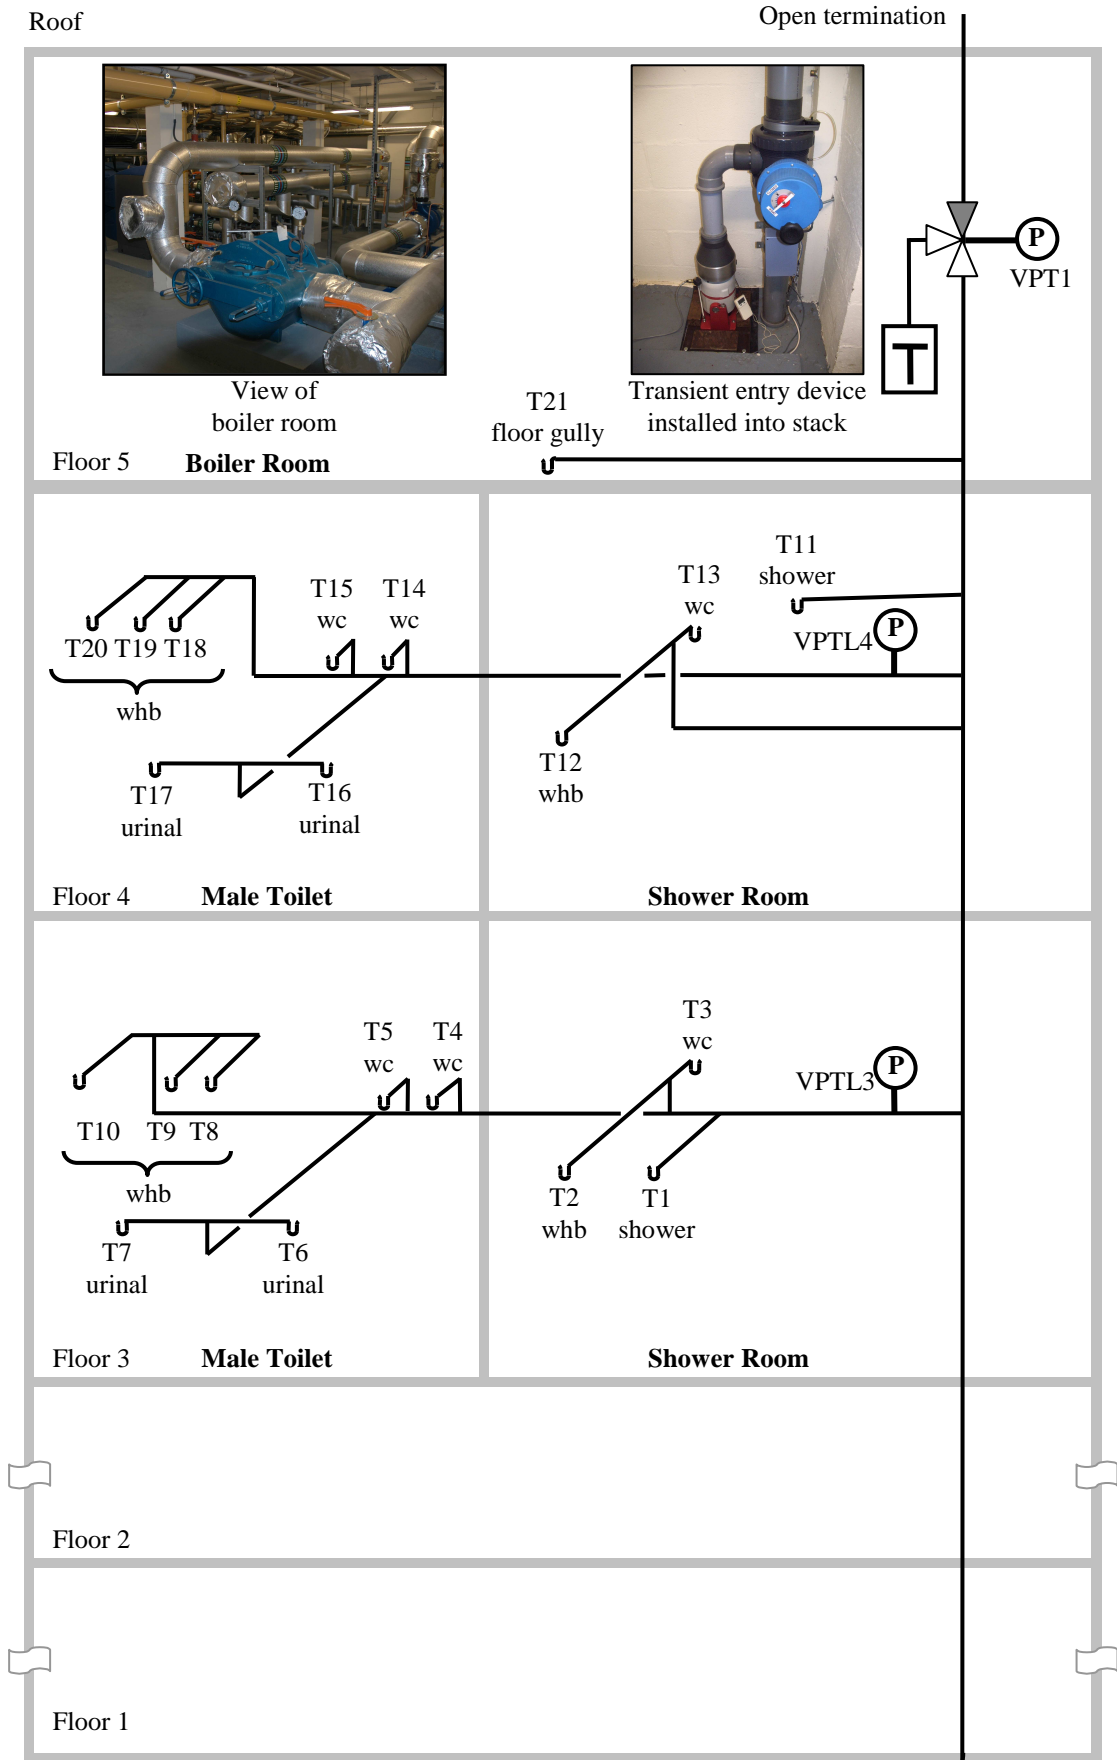 Roof
Open termination
P
VPT1
T
View of
boiler room
Transient entry device
installed into stack
T21
floor gully
Floor 5
Boiler Room
T11
shower
T13
wc
T15
wc
T14
wc
P
VPTL4
T20 T19 T18
whb
T12
whb
T17
urinal
T16
urinal
Floor 4
Male Toilet
Shower Room
T3
wc
T5
wc
T4
wc
P
VPTL3
T10 T9 T8
whb
T2
whb
T1
shower
T7
urinal
T6
urinal
Floor 3
Male Toilet
Shower Room
Floor 2
Floor 1